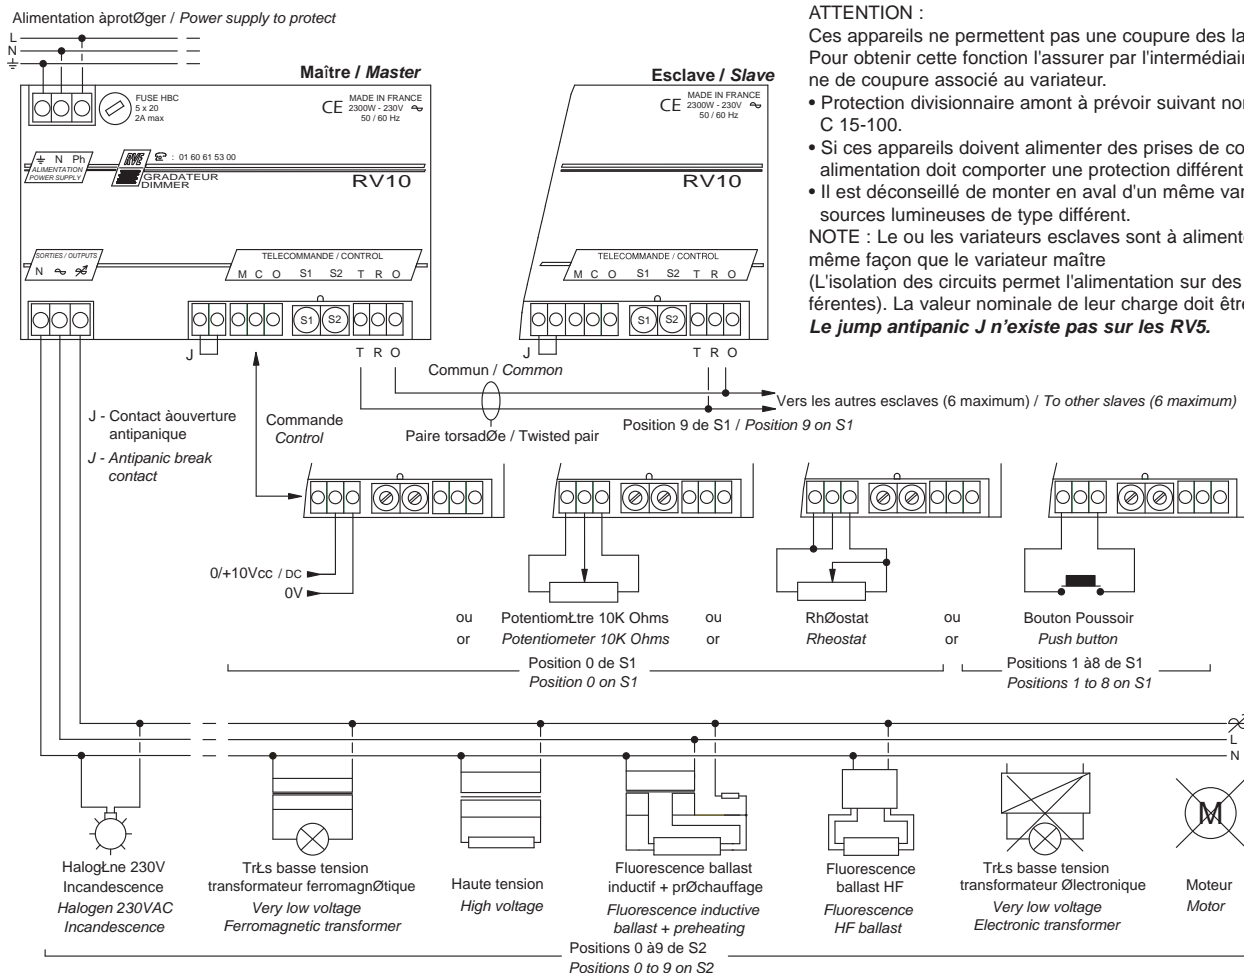 Alimentation àprotØger / Power supply to protect
L
N
Maître / Master
FUSE HBC
5 x 20
2A max
CE
MADE IN FRANCE
2300W - 230V
50 / 60 Hz
N Ph
ALIMENTATION
POWER SUPPLY
AVE
: 01 60 61 53 00
GRADATEUR
DIMMER
RV10
SORTIES / OUTPUTS
N
TELECOMMANDE / CONTROL
M C O S1 S2 T R O
S1 S2
J
T R O
Esclave / Slave
CE
MADE IN FRANCE
2300W - 230V
50 / 60 Hz
RV10
TELECOMMANDE / CONTROL
M C O S1 S2 T R O
S1 S2
J
T R O
ATTENTION :
Ces appareils ne permettent pas une coupure des la
Pour obtenir cette fonction l'assurer par l'intermédiair
ne de coupure associé au variateur.
• Protection divisionnaire amont à prévoir suivant nor
C 15-100.
• Si ces appareils doivent alimenter des prises de co
alimentation doit comporter une protection différent
• Il est déconseillé de monter en aval d'un même var
sources lumineuses de type différent.
NOTE : Le ou les variateurs esclaves sont à alimente
même façon que le variateur maître
(L'isolation des circuits permet l'alimentation sur des
férentes). La valeur nominale de leur charge doit êtr
Le jump antipanic J n'existe pas sur les RV5.
Commun / Common
Vers les autres esclaves (6 maximum) / To other slaves (6 maximum)
Paire torsadØe / Twisted pair
Position 9 de S1 / Position 9 on S1
J - Contact àouverture
antipanique
J - Antipanic break
contact
Commande
Control
0/+10Vcc / DC
0V
ou
or
PotentiomŁtre 10K Ohms
Potentiometer 10K Ohms
ou
or
RhØostat
Rheostat
ou
or
Bouton Poussoir
Push button
Position 0 de S1
Position 0 on S1
Positions 1 à8 de S1
Positions 1 to 8 on S1
L
N
HalogŁne 230V
Incandescence
Halogen 230VAC
Incandescence
TrŁs basse tension
transformateur ferromagnØtique
Very low voltage
Ferromagnetic transformer
Haute tension
High voltage
Fluorescence ballast
inductif + prØchauffage
Fluorescence inductive
ballast + preheating
Fluorescence
ballast HF
Fluorescence
HF ballast
TrŁs basse tension
transformateur Ølectronique
Very low voltage
Electronic transformer
M
Moteur
Motor
Positions 0 à9 de S2
Positions 0 to 9 on S2